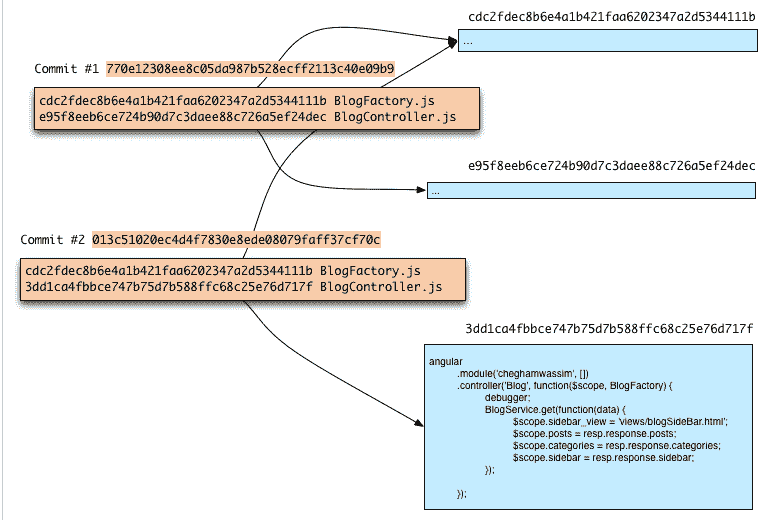 cdc2fdec8b6e4a1b421faa6202347a2d5344111b
...
Commit #1 770e12308ee8c05da987b528ecff2113c40e09b9
cdc2fdec8b6e4a1b421faa6202347a2d5344111b BlogFactory.js
e95f8eeb6ce724b90d7c3daee88c726a5ef24dec BlogController.js
e95f8eeb6ce724b90d7c3daee88c726a5ef24dec
...
Commit #2 013c51020ec4d4f7830e8ede08079faff37cf70c
cdc2fdec8b6e4a1b421faa6202347a2d5344111b BlogFactory.js
3dd1ca4fbbce747b75d7b588ffc68c25e76d717f BlogController.js
3dd1ca4fbbce747b75d7b588ffc68c25e76d717f
angular
.module('cheghamwassim', [])
.controller('Blog', function($scope, BlogFactory) {
debugger;
BlogService.get(function(data) {
$scope.sidebar_view = 'views/blogSideBar.html';
$scope.posts = resp.response.posts;
$scope.categories = resp.response.categories;
$scope.sidebar = resp.response.sidebar;
});
});